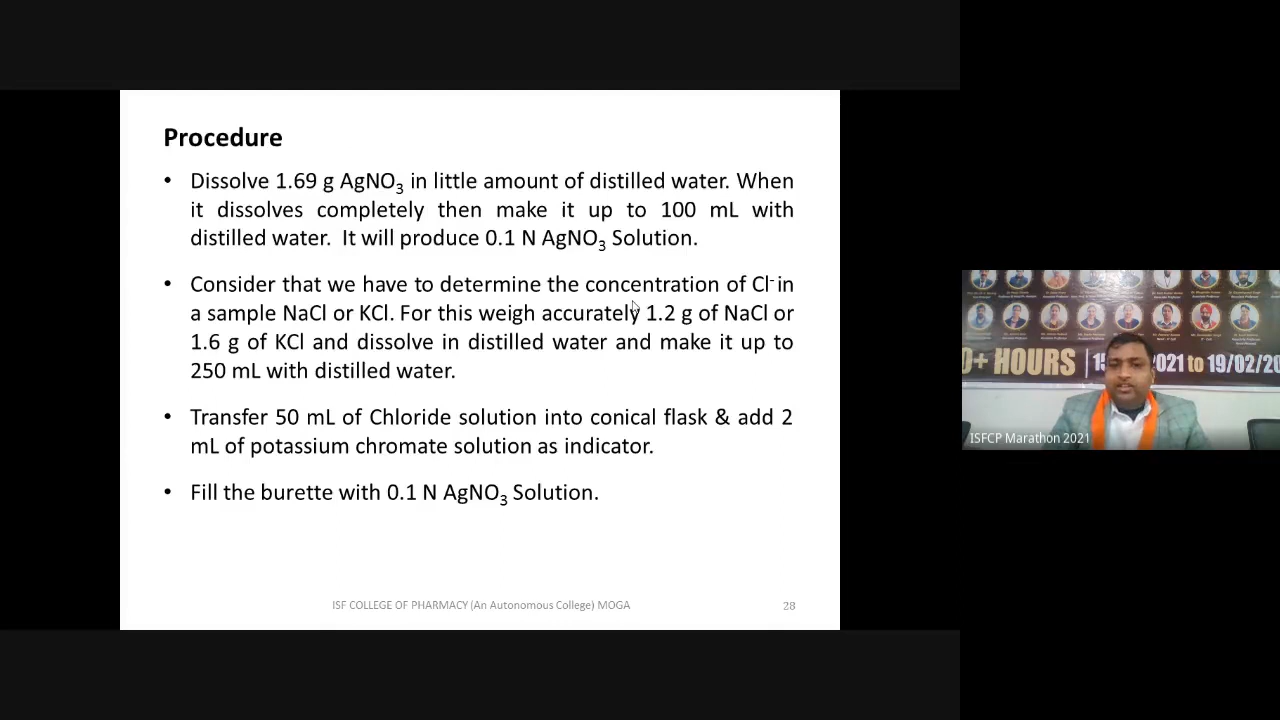 Procedure
• Dissolve 1.69 g AgNO3 in little amount of distilled water. When
it dissolves completely then make it up to 100 mL with
distilled water. It will produce 0.1 N AgNO3 Solution.
• Consider that we have to determine the concentration of Cl- in
a sample NaCl or KCl. For this weigh accurately 1.2 g of NaCl or
1.6 g of KCl and dissolve in distilled water and make it up to
250 mL with distilled water.
• Transfer 50 mL of Chloride solution into conical flask & add 2
mL of potassium chromate solution as indicator.
• Fill the burette with 0.1 N AgNO3 Solution.
ISF COLLEGE OF PHARMACY (An Autonomous College) MOGA
28
0+ HOURS 15 2021 to 19/02/20
ISFCP Marathon 2021